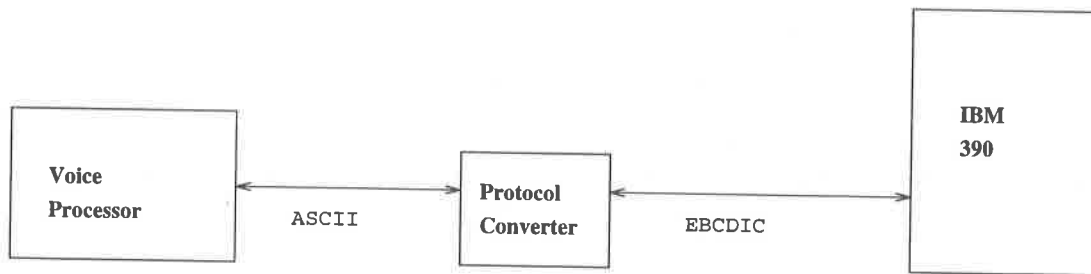 Voice
Processor
ASCII
Protocol
Converter
EBCDIC
IBM
390